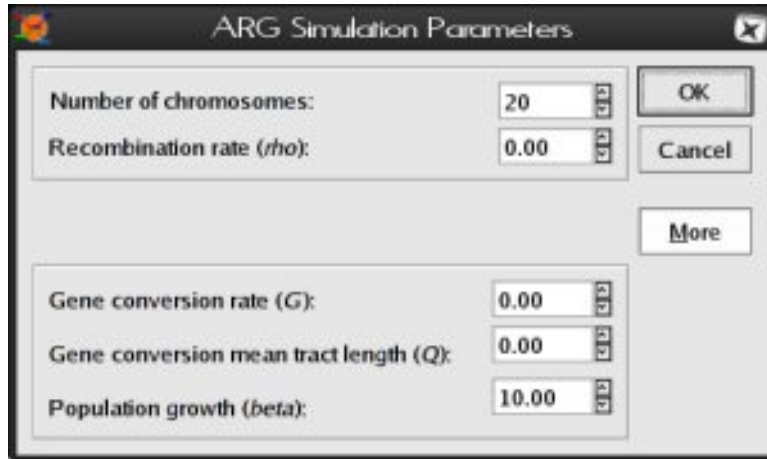 ARG Simulation Parameters
Number of chromosomes: 20
Recombination rate (rho): 0.00
OK
Cancel
More
Gene conversion rate (G): 0.00
Gene conversion mean tract length (Q): 0.00
Population growth (beta): 10.00